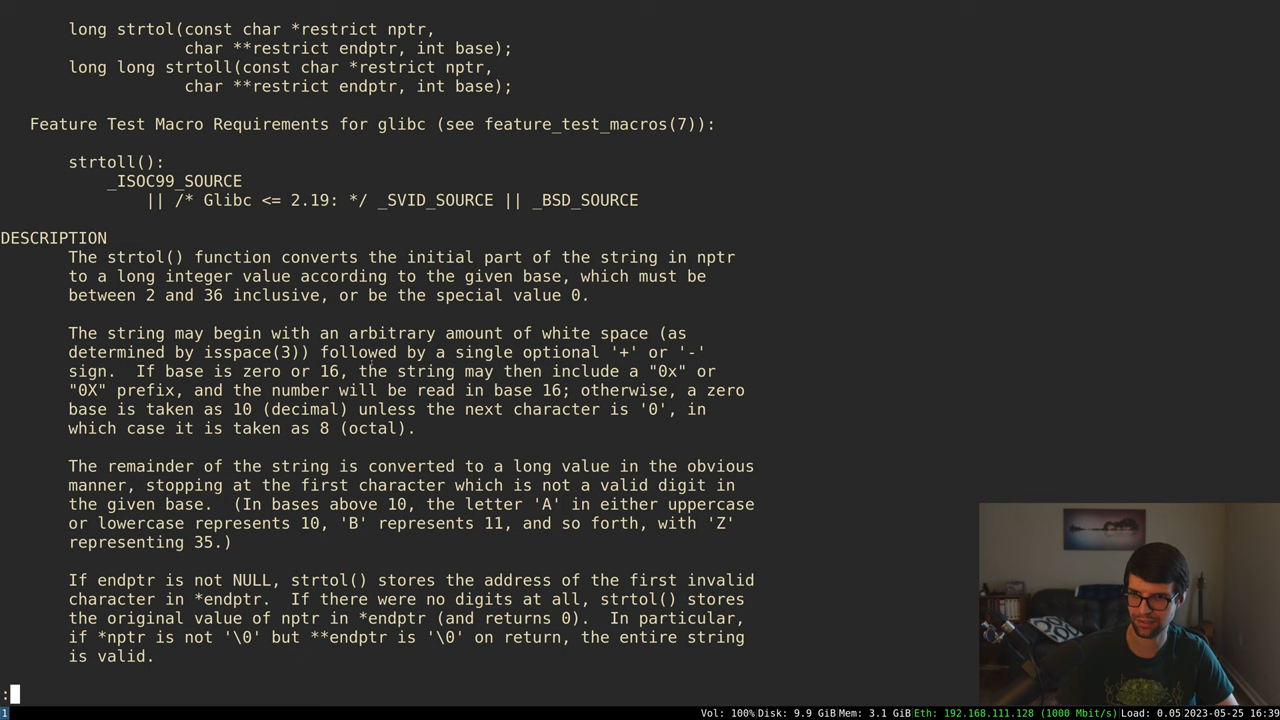 long strtol(const char *restrict nptr,
char **restrict endptr, int base);
long long strtoll(const char *restrict nptr,
char **restrict endptr, int base);
Feature Test Macro Requirements for glibc (see feature_test_macros(7)):
strtoll():
_ISOC99_SOURCE
|| /* Glibc <= 2.19: */ _SVID_SOURCE || _BSD_SOURCE
DESCRIPTION
The strtol() function converts the initial part of the string in nptr
to a long integer value according to the given base, which must be
between 2 and 36 inclusive, or be the special value 0.
The string may begin with an arbitrary amount of white space (as
determined by isspace(3)) followed by a single optional '+' or '-'
sign.  If base is zero or 16, the string may then include a "0x" or
"0X" prefix, and the number will be read in base 16; otherwise, a zero
base is taken as 10 (decimal) unless the next character is '0', in
which case it is taken as 8 (octal).
The remainder of the string is converted to a long value in the obvious
manner, stopping at the first character which is not a valid digit in
the given base.  (In bases above 10, the letter 'A' in either uppercase
or lowercase represents 10, 'B' represents 11, and so forth, with 'Z'
representing 35.)
If endptr is not NULL, strtol() stores the address of the first invalid
character in *endptr.  If there were no digits at all, strtol() stores
the original value of nptr in *endptr (and returns 0).  In particular,
if *nptr is not '\0' but **endptr is '\0' on return, the entire string
is valid.
:
1 Vol: 100% Disk: 9.9 GiB Mem: 3.1 GiB Eth: 192.168.111.128 (1000 Mbit/s) Load: 0.05 2023-05-25 16:39